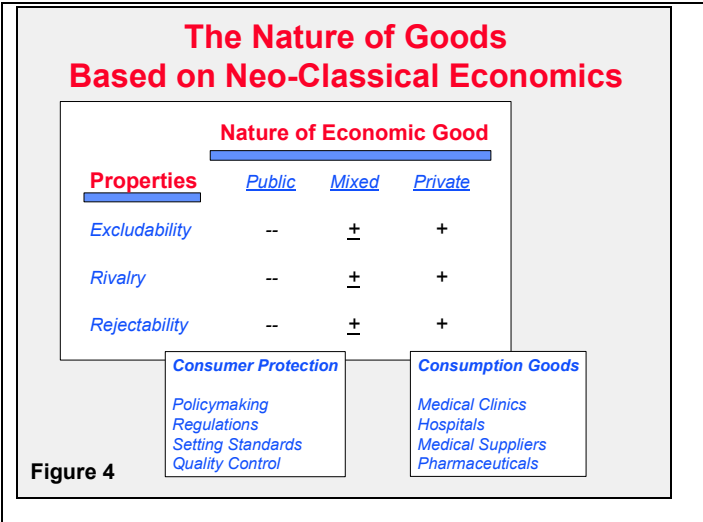 The Nature of Goods
Based on Neo-Classical Economics
Nature of Economic Good
Properties Public Mixed Private
Excludability -- ± +
Rivalry -- ± +
Rejectability -- ± +
Consumer Protection
Policymaking
Regulations
Setting Standards
Quality Control
Consumption Goods
Medical Clinics
Hospitals
Medical Suppliers
Pharmaceuticals
Figure 4